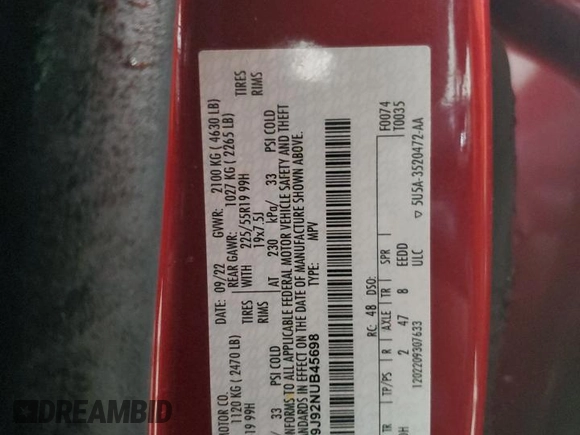 MOTOR CO.
DATE: 09/22
GVWR: 2100 KG ( 4630 LB)
1120 KG ( 2470 LB)
REAR GAWR: 1027 KG ( 2265 LB)
TIRES
WITH 225/55R19 99H
TIRES
19 99H
RIMS
19x7.5J
RIMS
/ 33 PSI COLD
AT 230 kPa/ 33 PSI COLD
ONFORMS TO ALL APPLICABLE FEDERAL MOTOR VEHICLE SAFETY AND THEFT
STANDARDS IN EFFECT ON THE DATE OF MANUFACTURE SHOWN ABOVE.
9J92NUB45698
TYPE: MPV
RC: 48 DSO:
F0074
T0035
TP/PS R AXLE TR SPR
2 47 8 EEDD
1202209307633
ULC
▽ 5U5A-3520472-AA
DREAMBID